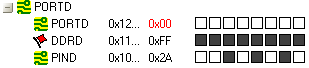 PORTD
PORTD 0x12... 0x00
DDRD 0x11... 0xFF
PIND 0x10... 0x2A